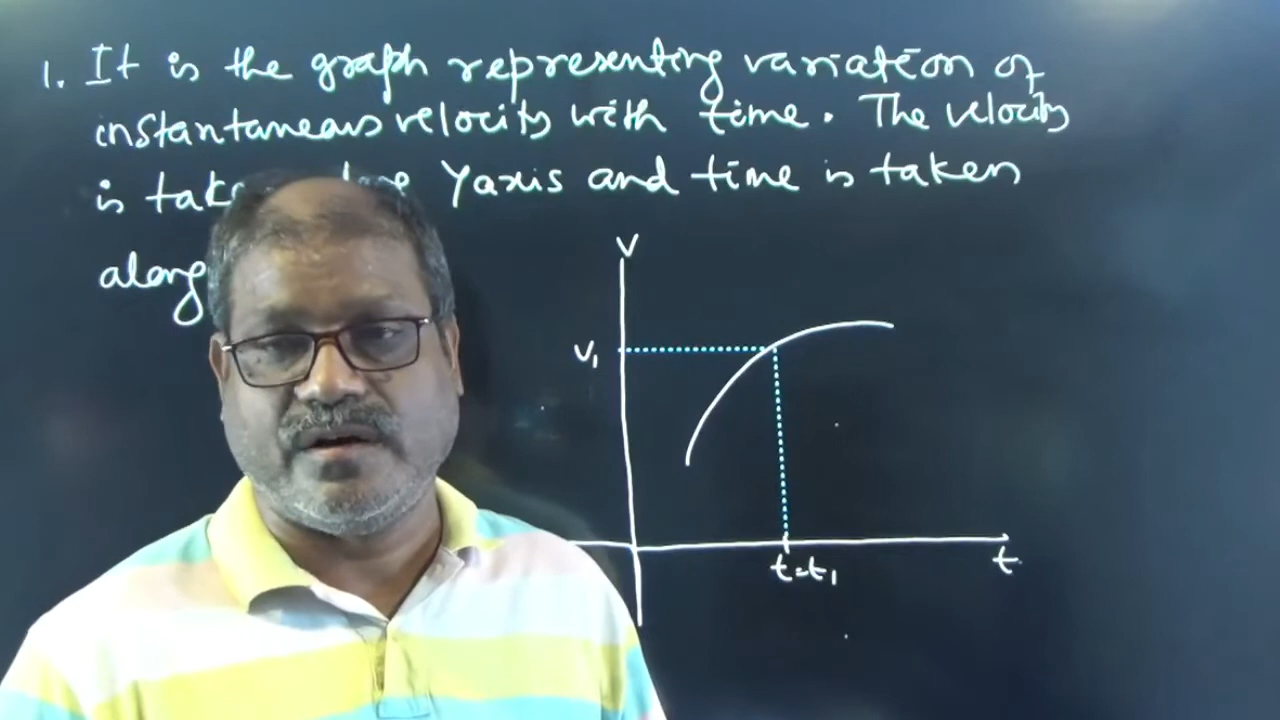 1. It is the graph representing variation of
instantaneous velocity with time. The velocity
is Y axis and time is taken
along
V
V₁
t=t₁
t